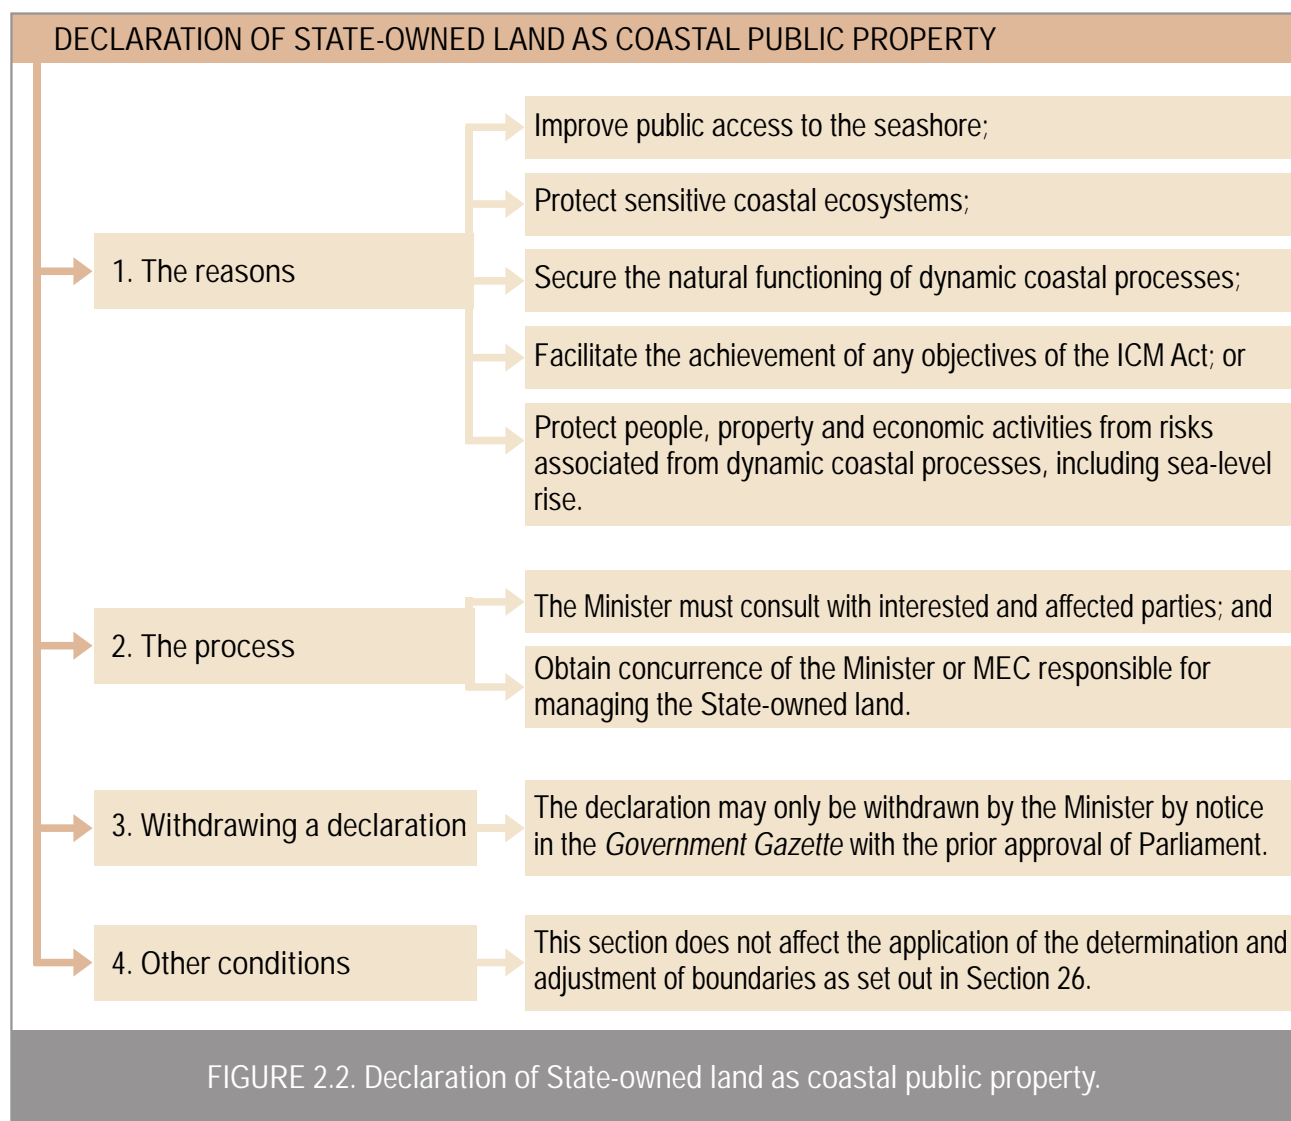 DECLARATION OF STATE-OWNED LAND AS COASTAL PUBLIC PROPERTY
1. The reasons
Improve public access to the seashore;
Protect sensitive coastal ecosystems;
Secure the natural functioning of dynamic coastal processes;
Facilitate the achievement of any objectives of the ICM Act; or
Protect people, property and economic activities from risks
associated from dynamic coastal processes, including sea-level
rise.
2. The process
The Minister must consult with interested and affected parties; and
Obtain concurrence of the Minister or MEC responsible for
managing the State-owned land.
3. Withdrawing a declaration
The declaration may only be withdrawn by the Minister by notice
in the Government Gazette with the prior approval of Parliament.
4. Other conditions
This section does not affect the application of the determination and
adjustment of boundaries as set out in Section 26.
FIGURE 2.2. Declaration of State-owned land as coastal public property.